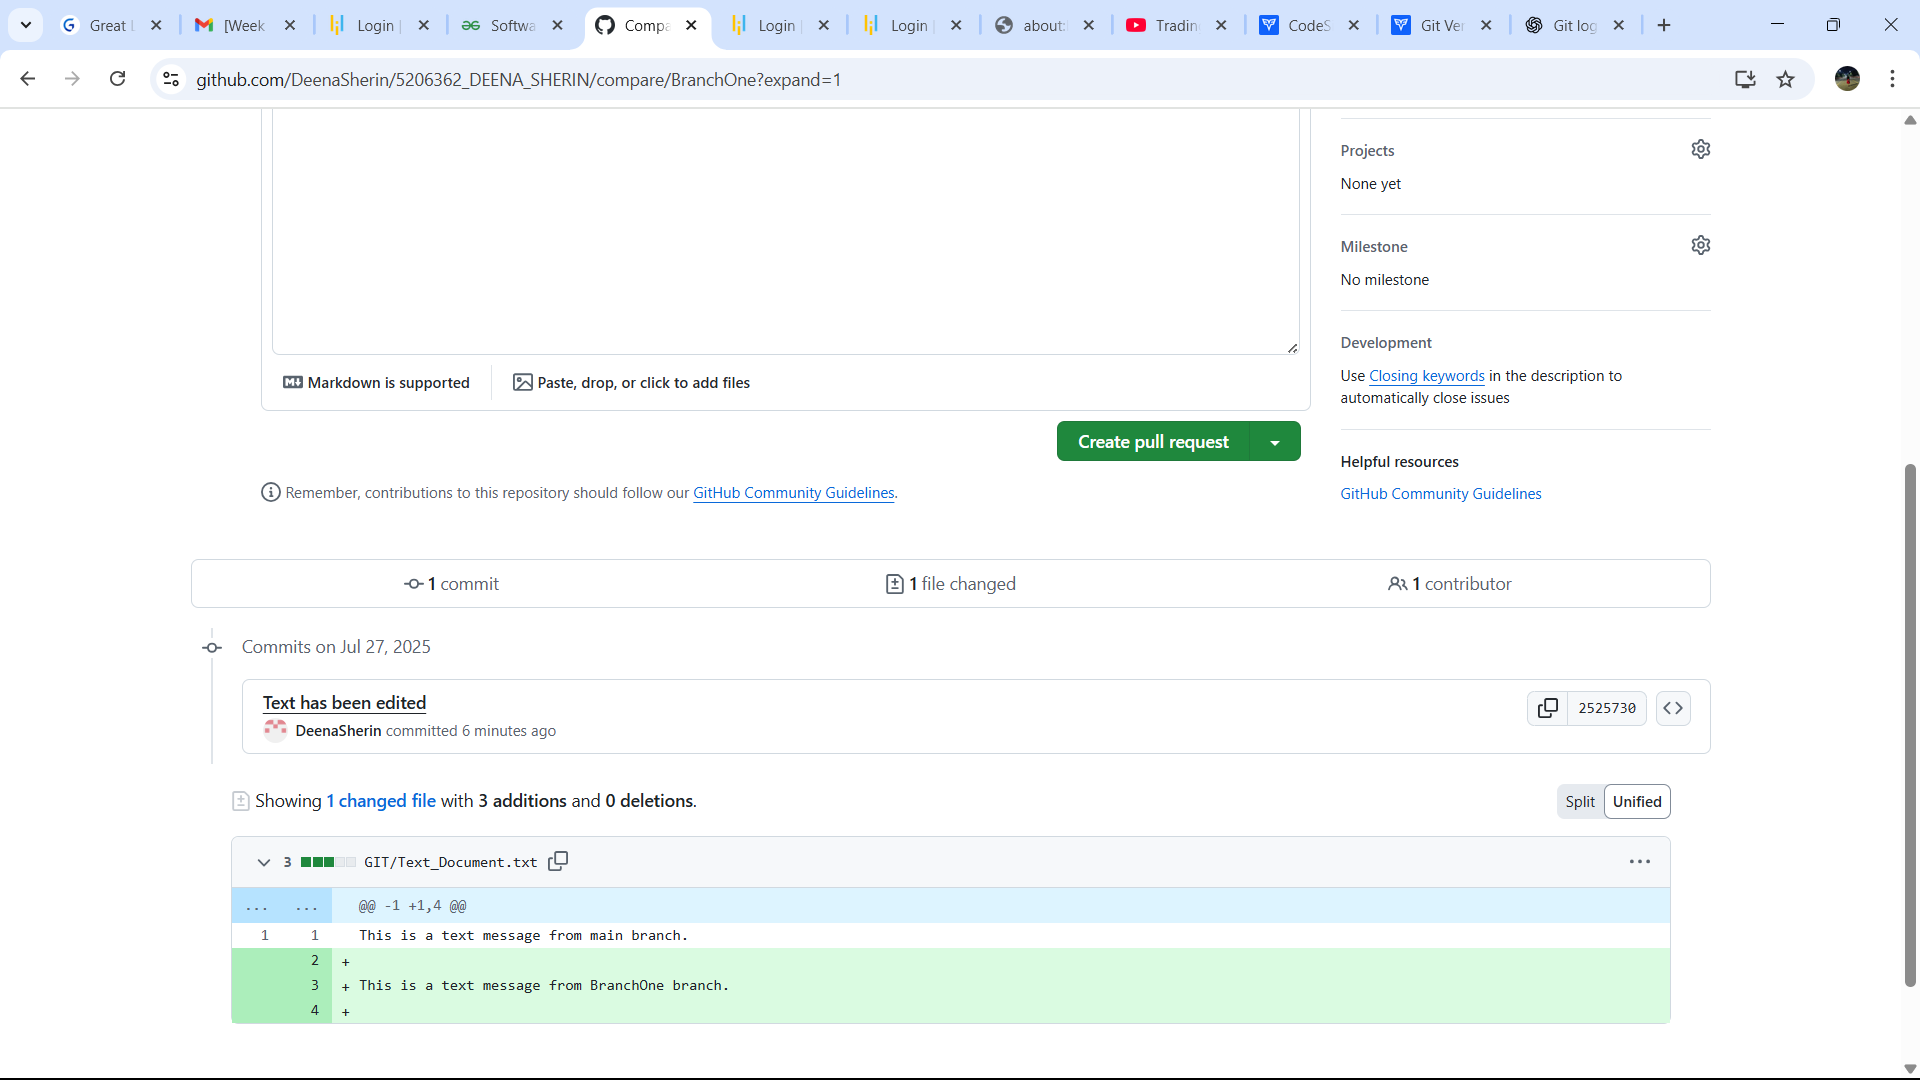 Great L
[Week
Login |
Softwa
Compa
Login |
Login |
about:
Tradin
CodeS
Git Ver
Git log
github.com/DeenaSherin/5206362_DEENA_SHERIN/compare/BranchOne?expand=1
Projects
None yet
Milestone
No milestone
Development
Use Closing keywords in the description to
automatically close issues
Helpful resources
GitHub Community Guidelines
Markdown is supported
Paste, drop, or click to add files
Create pull request
Remember, contributions to this repository should follow our GitHub Community Guidelines.
1 commit
1 file changed
1 contributor
Commits on Jul 27, 2025
Text has been edited
DeenaSherin committed 6 minutes ago
2525730
Showing 1 changed file with 3 additions and 0 deletions.
Split
Unified
3 GIT/Text_Document.txt
... ... @@ -1 +1,4 @@
1 1 This is a text message from main branch.
2 +
3 + This is a text message from BranchOne branch.
4 +